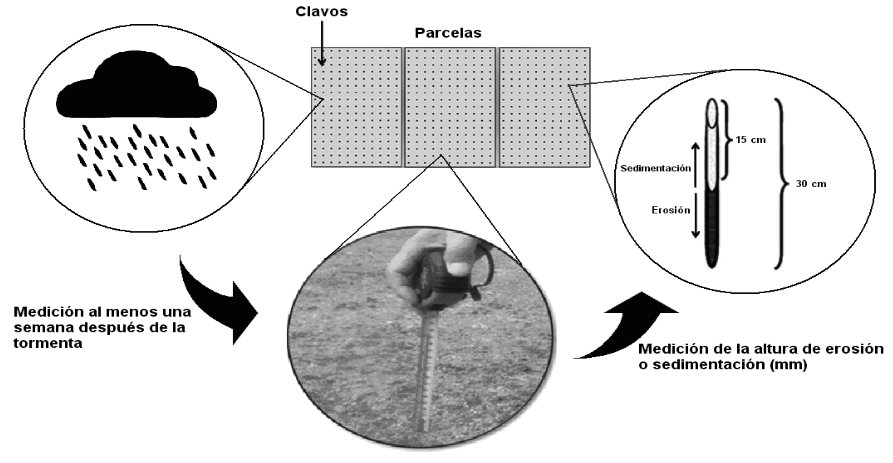 Clavos
Parcelas
15 cm
Sedimentación
30 cm
Erosión
Medición al menos una
semana después de la
tormenta
Medición de la altura de erosión
o sedimentación (mm)